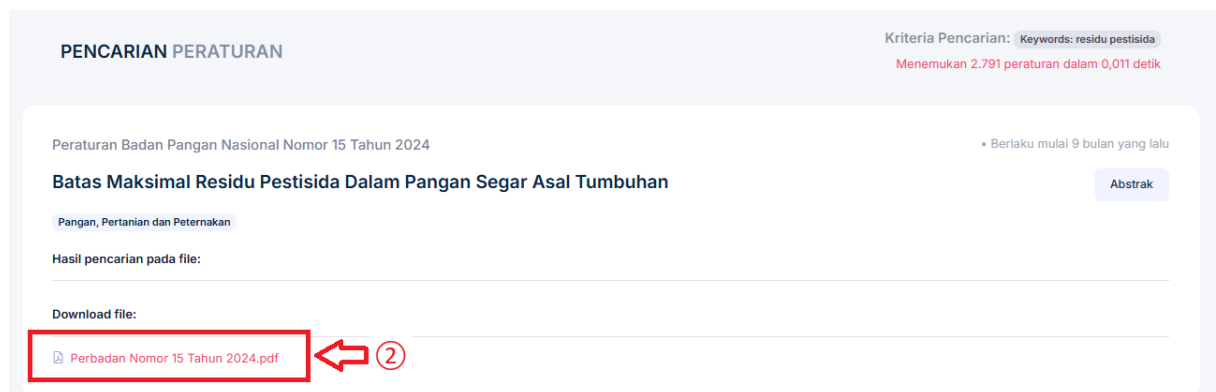 PENCARIAN PERATURAN
Kriteria Pencarian: Keywords: residu pestisida
Menemukan 2.791 peraturan dalam 0,011 detik
Peraturan Badan Pangan Nasional Nomor 15 Tahun 2024
• Berlaku mulai 9 bulan yang lalu
Batas Maksimal Residu Pestisida Dalam Pangan Segar Asal Tumbuhan
Abstrak
Pangan, Pertanian dan Peternakan
Hasil pencarian pada file:
Download file:
Perbadan Nomor 15 Tahun 2024.pdf
②